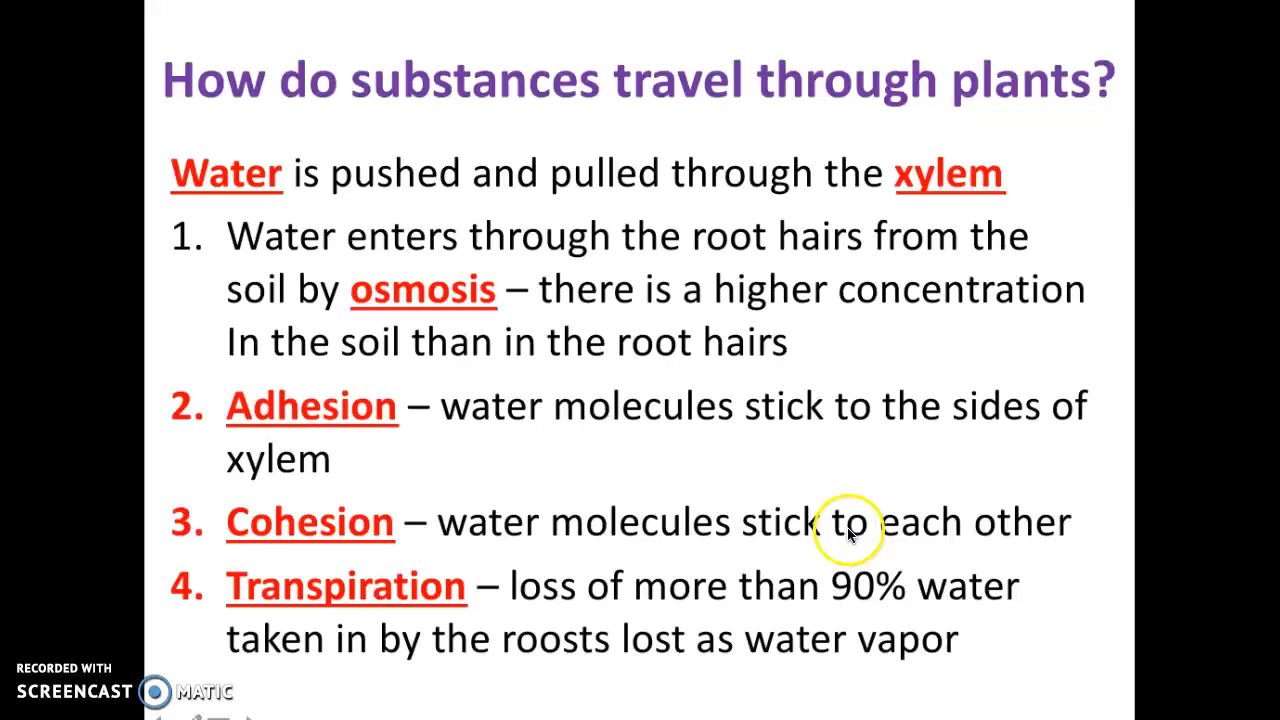 How do substances travel through plants?
Water is pushed and pulled through the xylem
1. Water enters through the root hairs from the
soil by osmosis – there is a higher concentration
In the soil than in the root hairs
2. Adhesion – water molecules stick to the sides of
xylem
3. Cohesion – water molecules stick to each other
4. Transpiration – loss of more than 90% water
taken in by the roosts lost as water vapor
RECORDED WITH
SCREENCAST MATIC